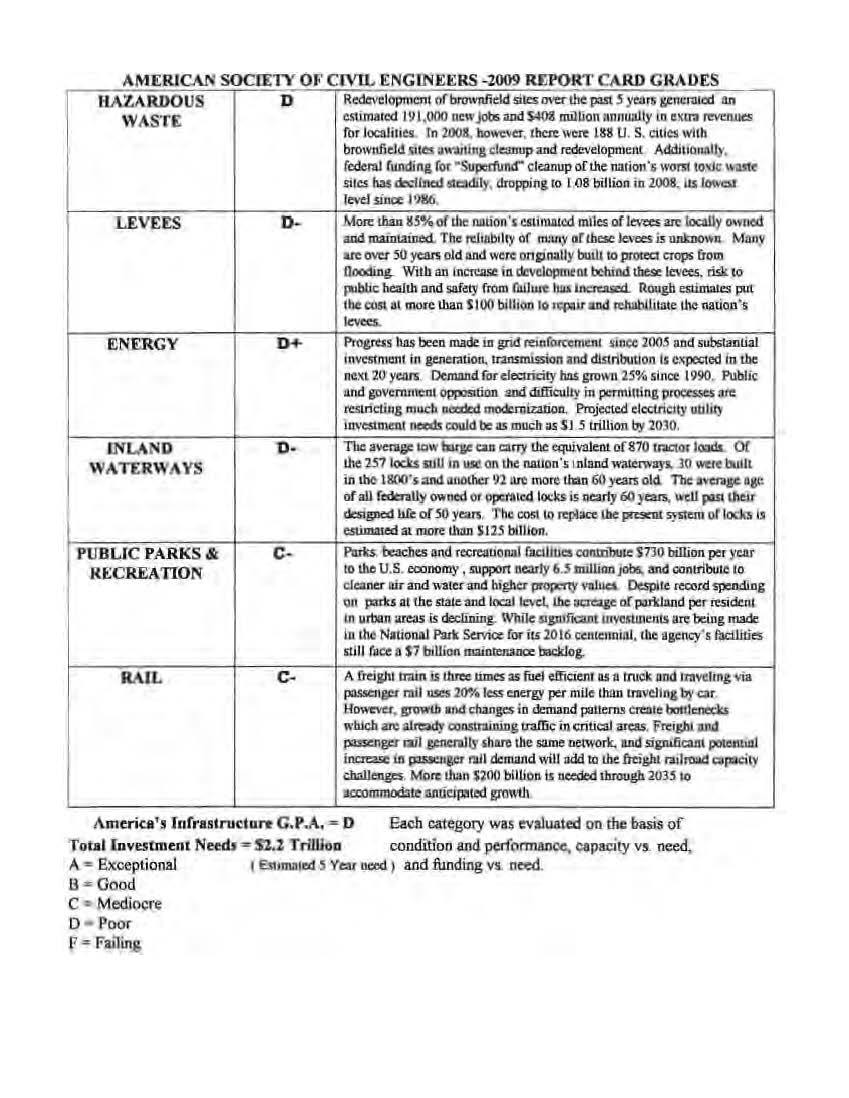 AMERICAN SOCIETY OF CIVIL ENGINEERS -2009 REPORT CARD GRADES
HAZARDOUS
WASTE
D
Redevelopment of brownfield sites over the past 5 years generated an
estimated 191,000 new jobs and $408 million annually in extra revenues
for localities. In 2008, however, there were 188 U. S. cities with
brownfield sites awaiting cleanup and redevelopment. Additionally,
federal funding for "Superfund" cleanup of the nation's worst toxic waste
sites has declined steadily, dropping to 1.08 billion in 2008, its lowest
level since 1986.
LEVEES
D-
More than 85% of the nation's estimated miles of levees are locally owned
and maintained. The reliabilty of many of these levees is unknown. Many
are over 50 years old and were originally built to protect crops from
flooding. With an increase in development behind these levees, risk to
public health and safety from failure has increased. Rough estimates put
the cost at more than $100 billion to repair and rehabilitate the nation's
levees.
ENERGY
D+
Progress has been made in grid reinforcement since 2005 and substantial
investment in generation, transmission and distribution is expected in the
next 20 years. Demand for electricity has grown 25% since 1990. Public
and government opposition and difficulty in permitting processes are
restricting much needed modernization. Projected electricity utility
investment needs could be as much as $1.5 trillion by 2030.
INLAND
WATERWAYS
D-
The average tow barge can carry the equivalent of 870 tractor loads. Of
the 257 locks still in use on the nation's inland waterways, 30 were built
in the 1800's and another 92 are more than 60 years old. The average age
of all federally owned or operated locks is nearly 60 years, well past their
designed life of 50 years. The cost to replace the present system of locks is
estimated at more than $125 billion.
PUBLIC PARKS &
RECREATION
C-
Parks, beaches and recreational facilities contribute $730 billion per year
to the U.S. economy , support nearly 6.5 million jobs, and contribute to
cleaner air and water and higher property values. Despite record spending
on parks at the state and local level, the acreage of parkland per resident
in urban areas is declining. While significant investments are being made
in the National Park Service for its 2016 centennial, the agency's facilities
still face a $7 billion maintenance backlog.
RAIL
C-
A freight train is three times as fuel efficient as a truck and traveling via
passenger rail uses 20% less energy per mile than traveling by car.
However, growth and changes in demand patterns create bottlenecks
which are already constraining traffic in critical areas. Freight and
passenger rail generally share the same network, and significant potential
increase in passenger rail demand will add to the freight railroad capacity
challenges. More than $200 billion is needed through 2035 to
accommodate anticipated growth.
America's Infrastructure G.P.A. = D Each category was evaluated on the basis of
Total Investment Needs = $2.2 Trillion condition and performance, capacity vs. need,
A = Exceptional ( Estimated 5 Year need ) and funding vs. need.
B = Good
C = Mediocre
D = Poor
F = Failing